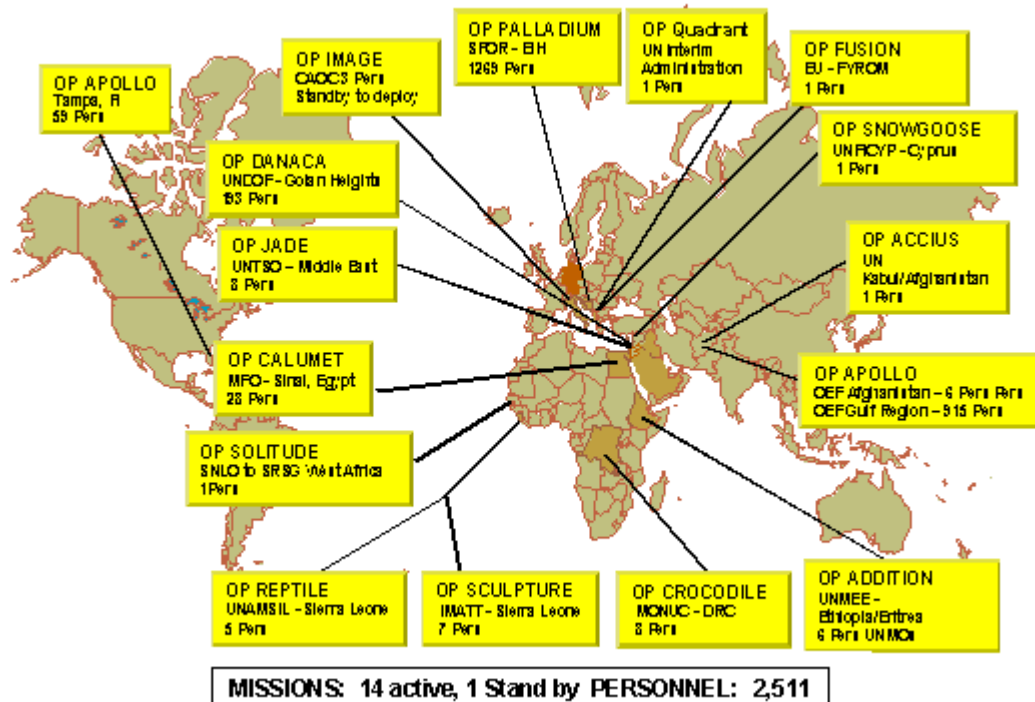 OP APOLLO
Tampa, Fl
59 Pers
OP IMAGE
CAOC3 Pers
Standby to deploy
OP PALLADIUM
SFOR - BIH
1269 Pers
OP Quadrant
UN Interim
Administration
1 Pers
OP FUSION
EU - FYROM
1 Pers
OP SNOWGOOSE
UNFICYP - Cyprus
1 Pers
OP DANACA
UNDOF - Golan Heights
193 Pers
OP JADE
UNTSO - Middle East
8 Pers
OP ACCIUS
UN
Kabul/Afghanistan
1 Pers
OP CALUMET
MFO - Sinai, Egypt
28 Pers
OP APOLLO
OEF Afghanistan - 6 Pers Pers
OEF Gulf Region - 915 Pers
OP SOLITUDE
SNLO to SRSG West Africa
1 Pers
OP REPTILE
UNAMSIL - Sierra Leone
5 Pers
OP SCULPTURE
IMATT - Sierra Leone
7 Pers
OP CROCODILE
MONUC - DRC
8 Pers
OP ADDITION
UNMEE -
Ethiopia/Eritrea
6 Pers UNMOs
MISSIONS: 14 active, 1 Stand by PERSONNEL: 2,511